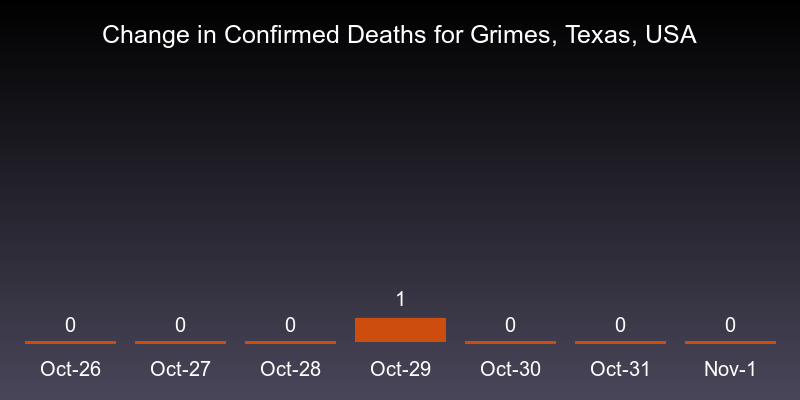 Change in Confirmed Deaths for Grimes, Texas, USA
1
0 0 0 0 0 0
Oct-26 Oct-27 Oct-28 Oct-29 Oct-30 Oct-31 Nov-1